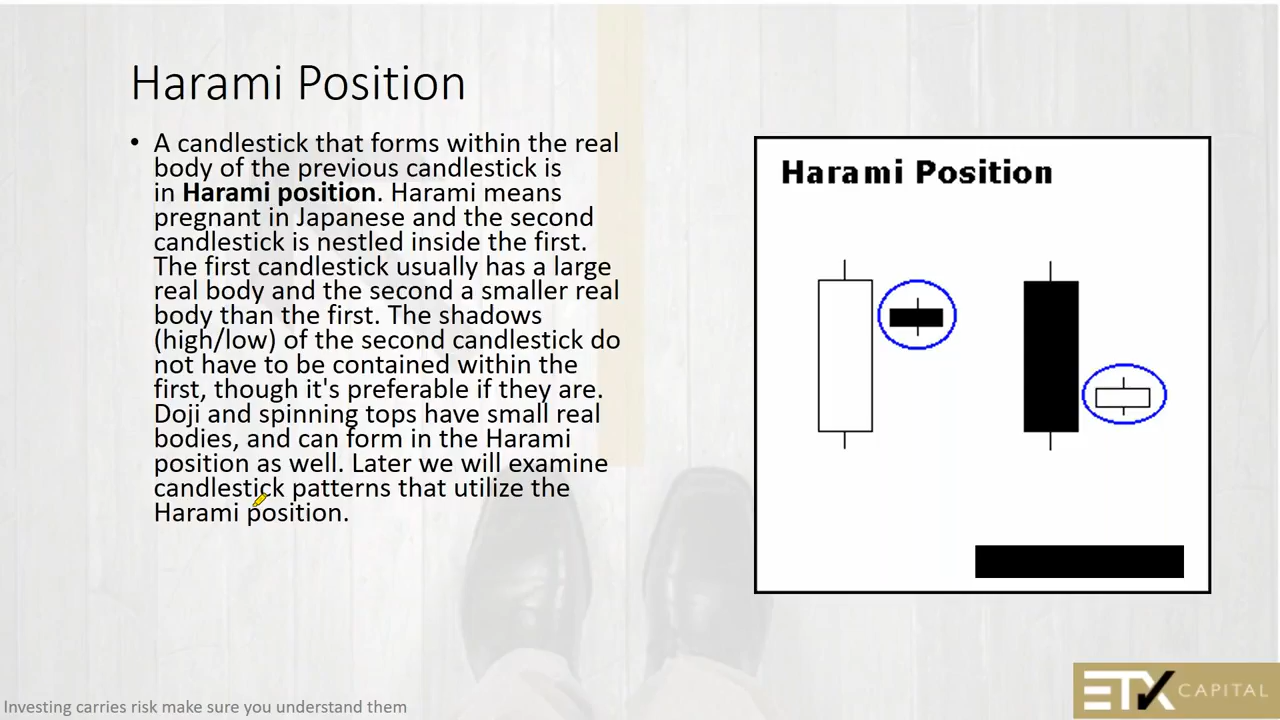 Harami Position
• A candlestick that forms within the real
body of the previous candlestick is
in Harami position. Harami means
pregnant in Japanese and the second
candlestick is nestled inside the first.
The first candlestick usually has a large
real body and the second a smaller real
body than the first. The shadows
(high/low) of the second candlestick do
not have to be contained within the
first, though it's preferable if they are.
Doji and spinning tops have small real
bodies, and can form in the Harami
position as well. Later we will examine
candlestick patterns that utilize the
Harami position.
Harami Position
ETX CAPITAL
Investing carries risk make sure you understand them